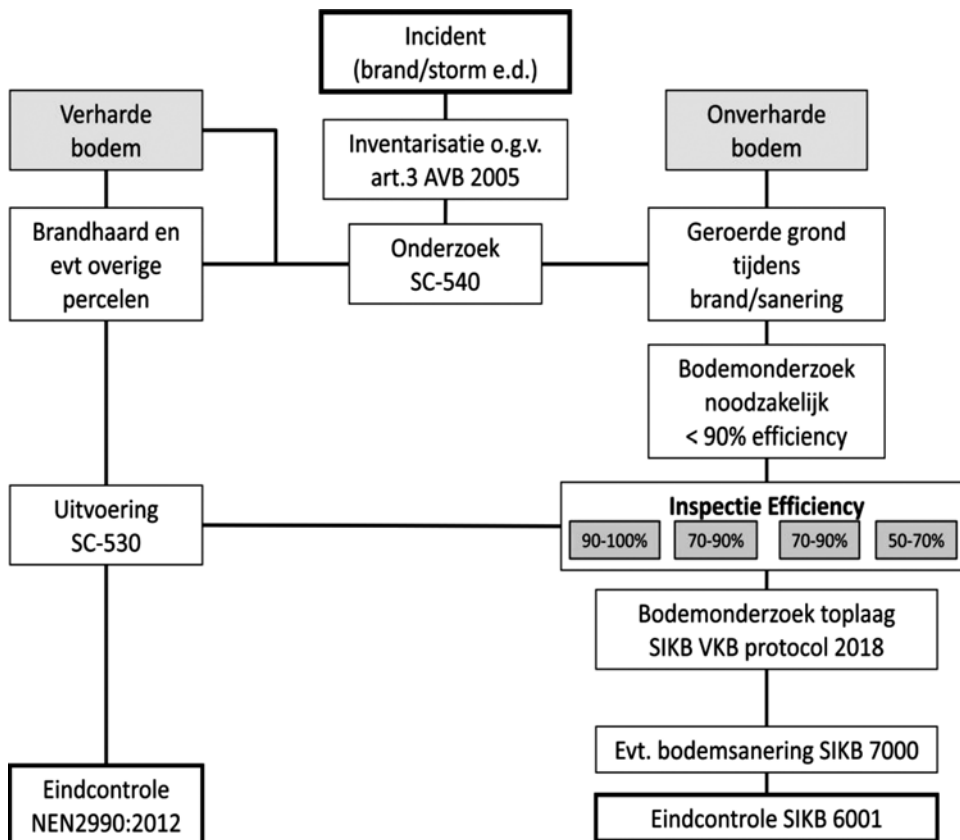 Incident
(brand/storm e.d.)
Verharde
bodem
Onverharde
bodem
Inventarisatie o.g.v.
art.3 AVB 2005
Brandhaard en
evt overige
percelen
Onderzoek
SC-540
Geroerde grond
tijdens
brand/sanering
Bodemonderzoek
noodzakelijk
< 90% efficiency
Uitvoering
SC-530
Inspectie Efficiency
90-100%
70-90%
70-90%
50-70%
Bodemonderzoek toplaag
SIKB VKB protocol 2018
Evt. bodemsanering SIKB 7000
Eindcontrole
NEN2990:2012
Eindcontrole SIKB 6001